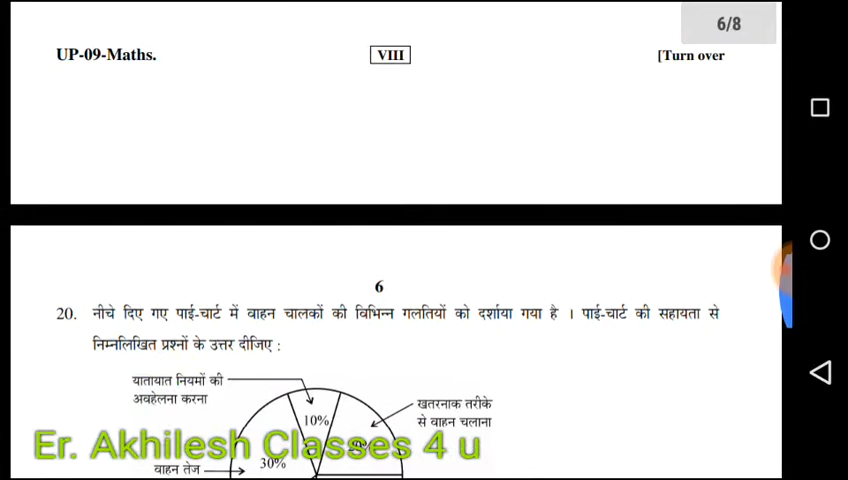 6/8
UP-09-Maths.
VIII
[Turn over
6
20. नीचे दिए गए पाई-चार्ट में वाहन चालकों की विभिन्न गलतियों को दर्शाया गया है । पाई-चार्ट की सहायता से
निम्नलिखित प्रश्नों के उत्तर दीजिए :
यातायात नियमों की
अवहेलना करना
खतरनाक तरीके
से वाहन चलाना
10%
Er. Akhilesh Classes 4 u
30%
वाहन तेज